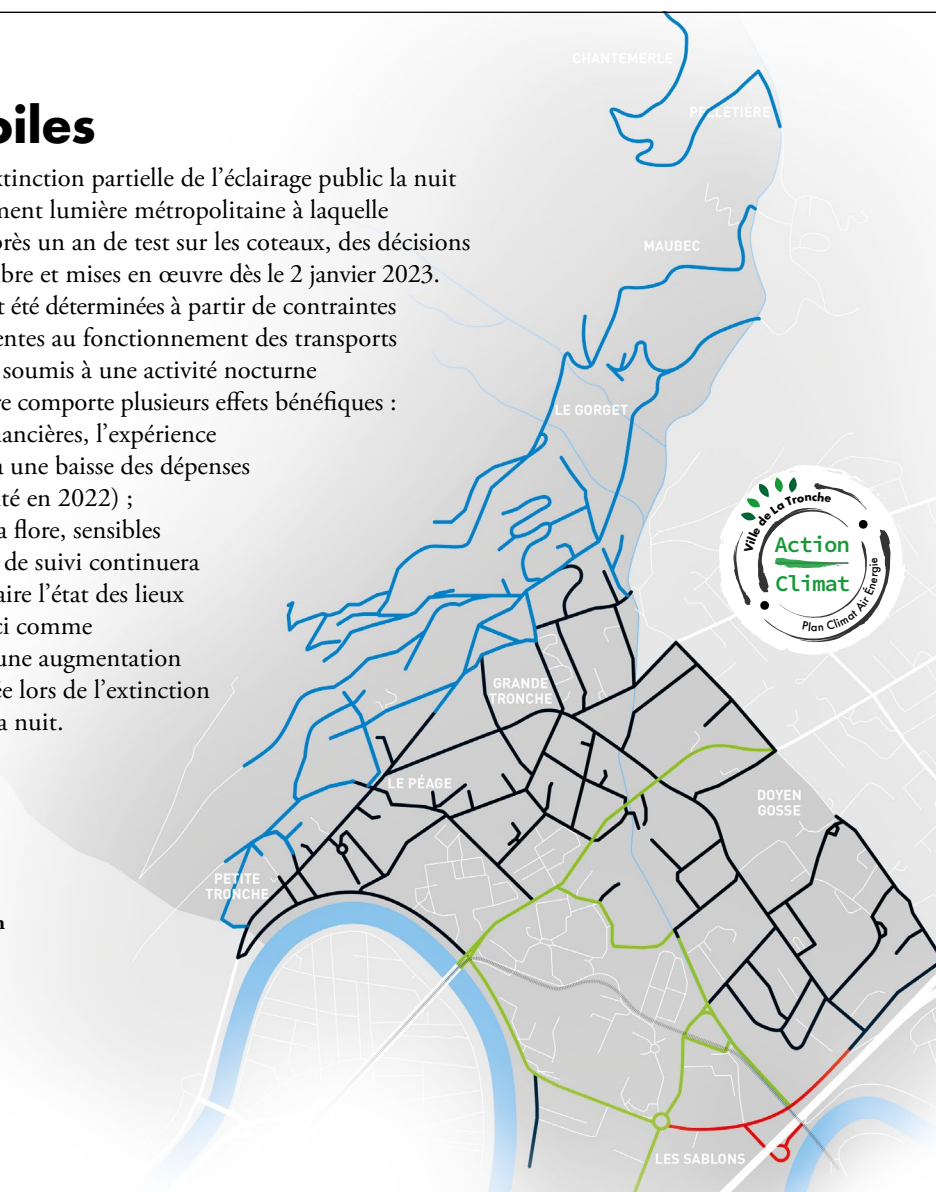 oiles
xtinction partielle de l’éclairage public la nuit
ment lumière métropolitaine à laquelle
près un an de test sur les coteaux, des décisions
bre et mises en œuvre dès le 2 janvier 2023.
t été déterminées à partir de contraintes
entes au fonctionnement des transports
soumis à une activité nocturne
re comporte plusieurs effets bénéfiques :
nancières, l’expérience
à une baisse des dépenses
ité en 2022) ;
a flore, sensibles
de suivi continuera
aire l’état des lieux
ci comme
une augmentation
ée lors de l’extinction
a nuit.
n
CHANTEMERLE
PELLETIÈRE
MAUBEC
LE GORGET
Ville de La Tronche
Action
Climat
Plan Climat Air Énergie
GRANDE
TRONCHE
LE PÉAGE
DOYEN
GOSSE
PETITE
TRONCHE
LES SABLONS